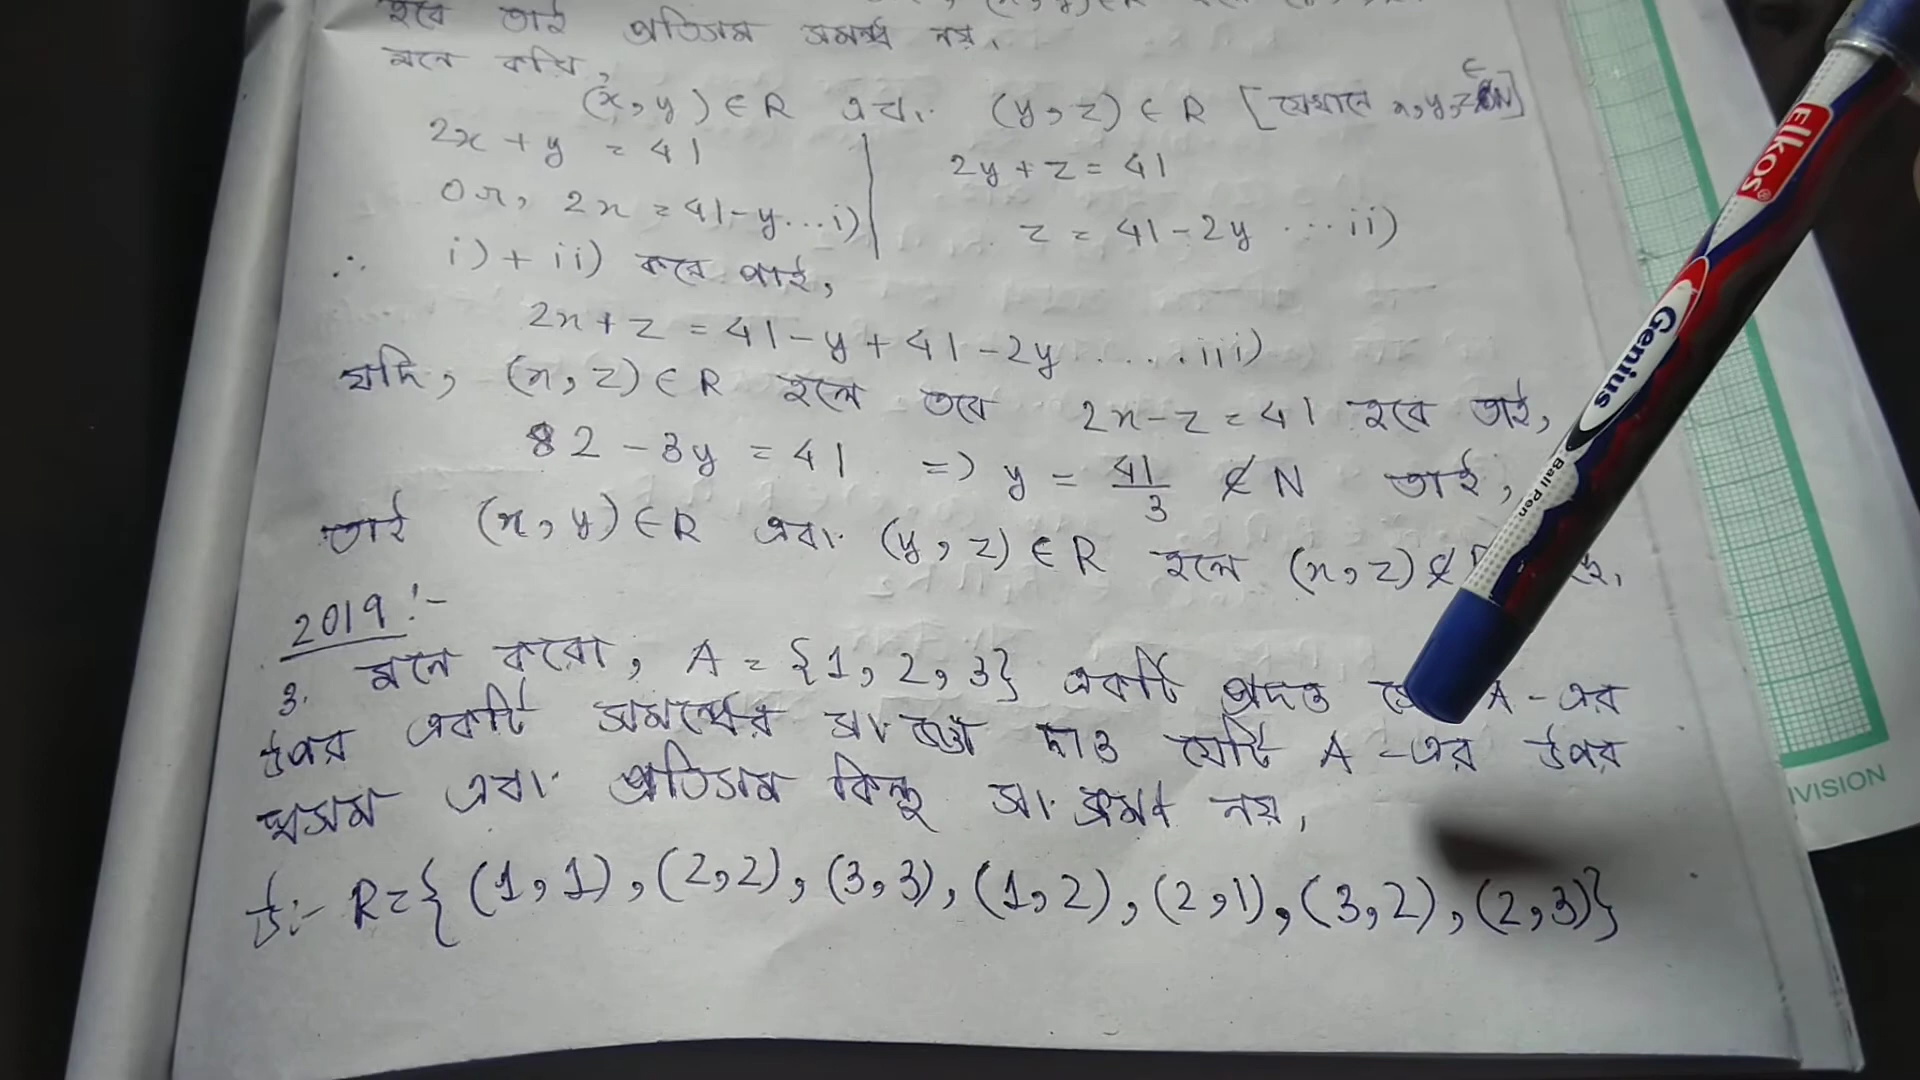 হবে তাই প্রতিসম সমন্ধ নয়।
মনে করি,
(x, y) ∈ R এবং (y, z) ∈ R [যেখানে x, y, z ∈ N]
2x + y = 41
2y + z = 41
Or, 2x = 41 - y ... i)
z = 41 - 2y ... ii)
∴ i) + ii) করে পাই,
2x + z = 41 - y + 41 - 2y ..... iii)
যদি, (x, z) ∈ R হলে তবে 2x - z = 41 হবে তাই,
82 - 3y = 41 => y = 41/3 ∉ N তাই,
তাই (x, y) ∈ R এবং (y, z) ∈ R হলে (x, z) ∉
2019 :-
3. মনে করো, A = {1, 2, 3} একটি প্রদত্ত A-এর
উপর একটি সমন্ধের সংজ্ঞা দাও যেটি A-এর উপর
স্বসম এবং প্রতিসম কিন্তু সংক্রমণ নয়।
উঃ- R = { (1, 1), (2, 2), (3, 3), (1, 2), (2, 1), (3, 2), (2, 3)}
Elkos
Genius
Ball Pen
IVISION